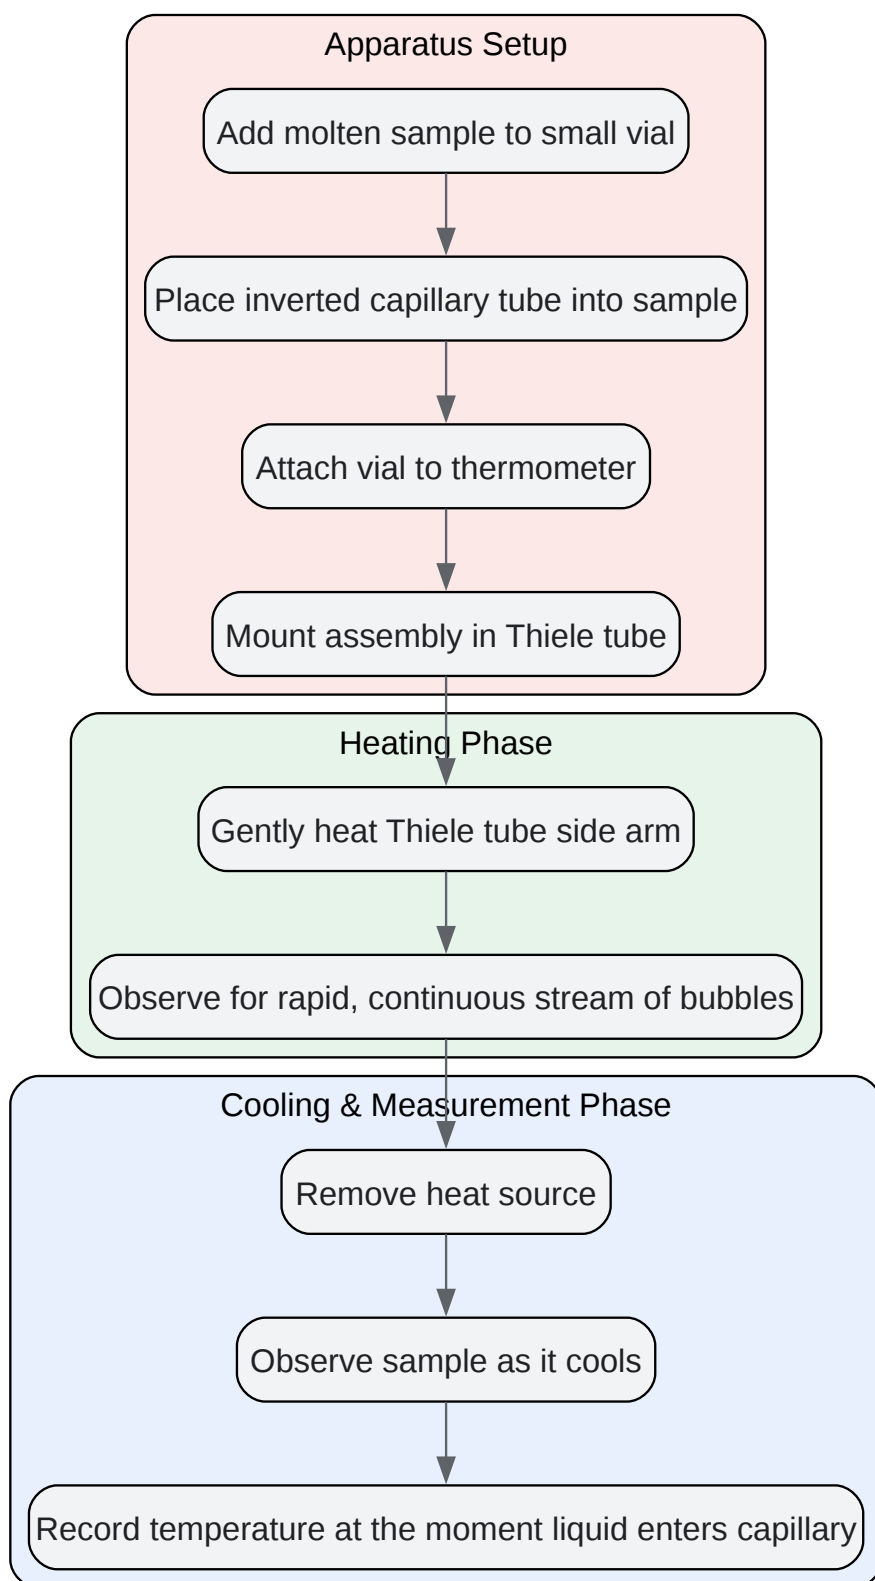 Apparatus Setup
Add molten sample to small vial
Place inverted capillary tube into sample
Attach vial to thermometer
Mount assembly in Thiele tube
Heating Phase
Gently heat Thiele tube side arm
Observe for rapid, continuous stream of bubbles
Cooling & Measurement Phase
Remove heat source
Observe sample as it cools
Record temperature at the moment liquid enters capillary